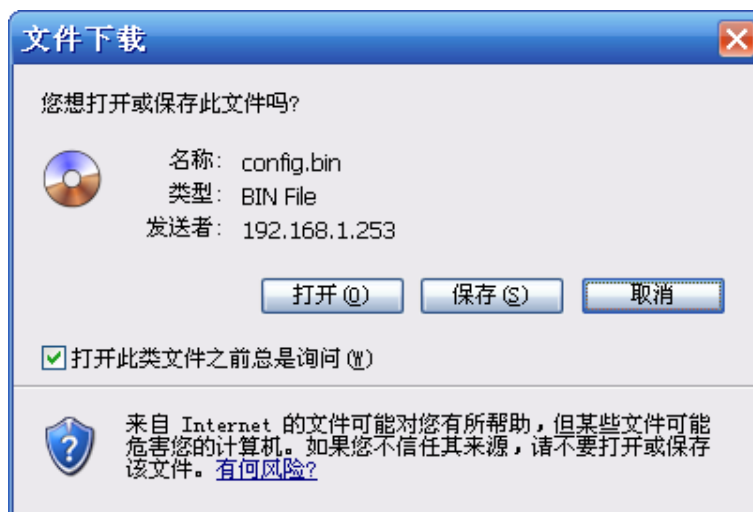 文件下载
您想打开或保存此文件吗?
名称: config.bin
类型: BIN File
发送者: 192.168.1.253
打开(O) 保存(S) 取消
打开此类文件之前总是询问(W)
来自 Internet 的文件可能对您有所帮助，但某些文件可能
危害您的计算机。如果您不信任其来源，请不要打开或保存
该文件。有何风险?